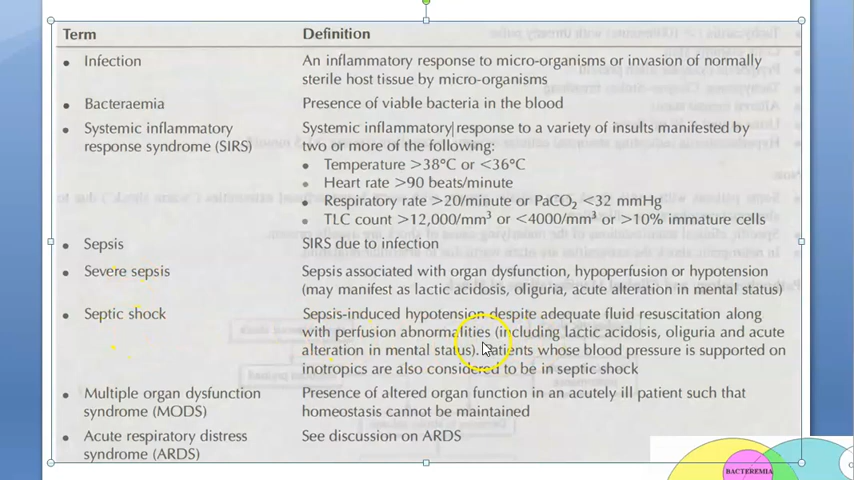 Term Definition
• Infection An inflammatory response to micro-organisms or invasion of normally
sterile host tissue by micro-organisms
• Bacteraemia Presence of viable bacteria in the blood
• Systemic inflammatory Systemic inflammatory response to a variety of insults manifested by
response syndrome (SIRS) two or more of the following:
• Temperature >38°C or <36°C
• Heart rate >90 beats/minute
• Respiratory rate >20/minute or PaCO₂ <32 mmHg
• TLC count >12,000/mm³ or <4000/mm³ or >10% immature cells
• Sepsis SIRS due to infection
• Severe sepsis Sepsis associated with organ dysfunction, hypoperfusion or hypotension
(may manifest as lactic acidosis, oliguria, acute alteration in mental status)
• Septic shock Sepsis-induced hypotension despite adequate fluid resuscitation along
with perfusion abnormalities (including lactic acidosis, oliguria and acute
alteration in mental status). Patients whose blood pressure is supported on
inotropics are also considered to be in septic shock
• Multiple organ dysfunction Presence of altered organ function in an acutely ill patient such that
syndrome (MODS) homeostasis cannot be maintained
• Acute respiratory distress See discussion on ARDS
syndrome (ARDS)
BACTEREMIA